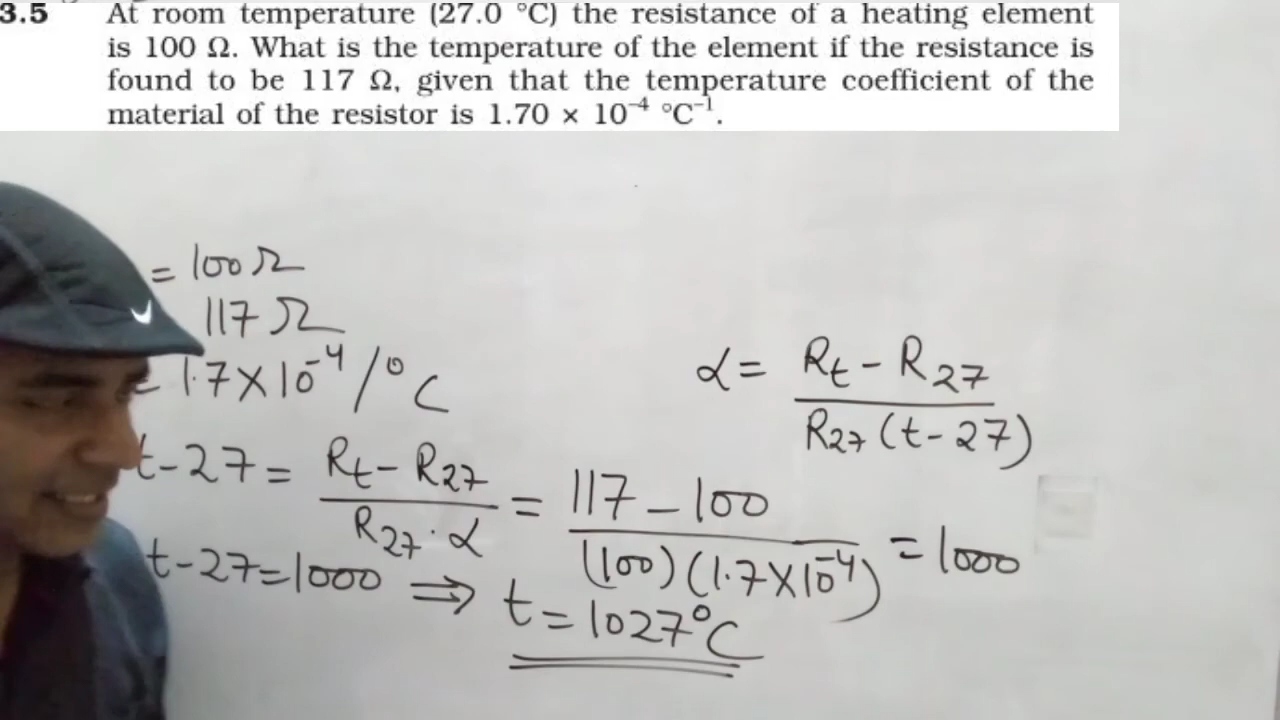 3.5 At room temperature (27.0 °C) the resistance of a heating element
is 100 Ω. What is the temperature of the element if the resistance is
found to be 117 Ω, given that the temperature coefficient of the
material of the resistor is 1.70 × 10⁻⁴ °C⁻¹.
= 100 Ω
117 Ω
= 1.7 X 10⁻⁴ /°C
α = (Rt - R27) / (R27 (t - 27))
t - 27 = (Rt - R27) / (R27 · α) = (117 - 100) / ((100) (1.7 X 10⁻⁴)) = 1000
t - 27 = 1000 ⇒ t = 1027°C